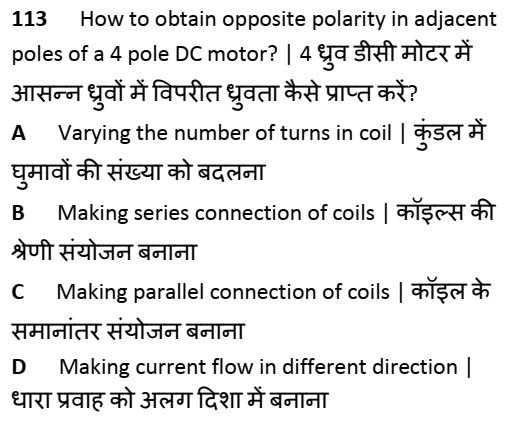 113 How to obtain opposite polarity in adjacent
poles of a 4 pole DC motor? | 4 ध्रुव डीसी मोटर में
आसन्न ध्रुवों में विपरीत ध्रुवता कैसे प्राप्त करें?
A Varying the number of turns in coil | कुंडल में
घुमावों की संख्या को बदलना
B Making series connection of coils | कॉइल्स की
श्रेणी संयोजन बनाना
C Making parallel connection of coils | कॉइल के
समानांतर संयोजन बनाना
D Making current flow in different direction |
धारा प्रवाह को अलग दिशा में बनाना